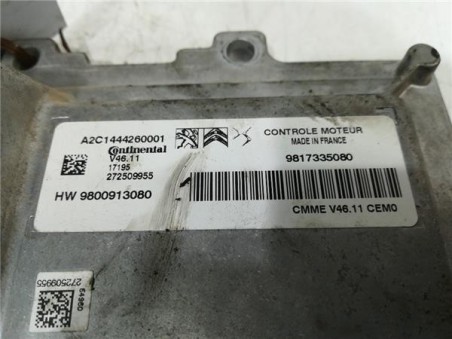 A2C1444260001
Continental
V46.11
17195
272509955
HW 9800913080
CONTROLE MOTEUR
MADE IN FRANCE
9817335080
CMME V46.11 CEM0
54960
272509955